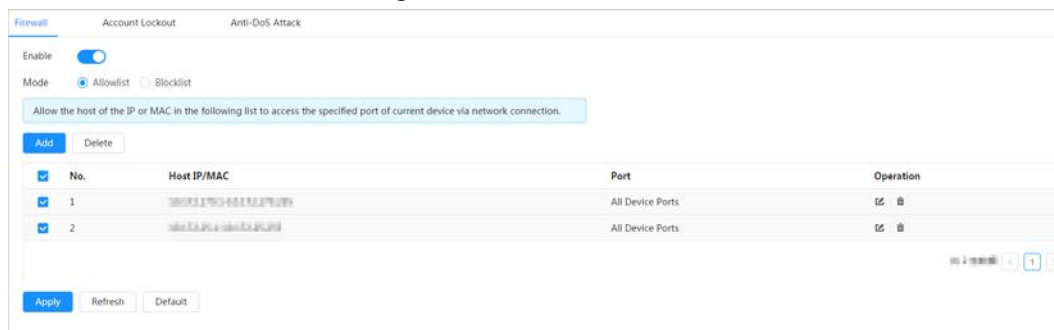 Firewall Account Lockout Anti-DoS Attack
Enable
Mode Allowlist Blocklist
Allow the host of the IP or MAC in the following list to access the specified port of current device via network connection.
Add Delete
No. Host IP/MAC Port Operation
1 All Device Ports
2 All Device Ports
1
Apply Refresh Default